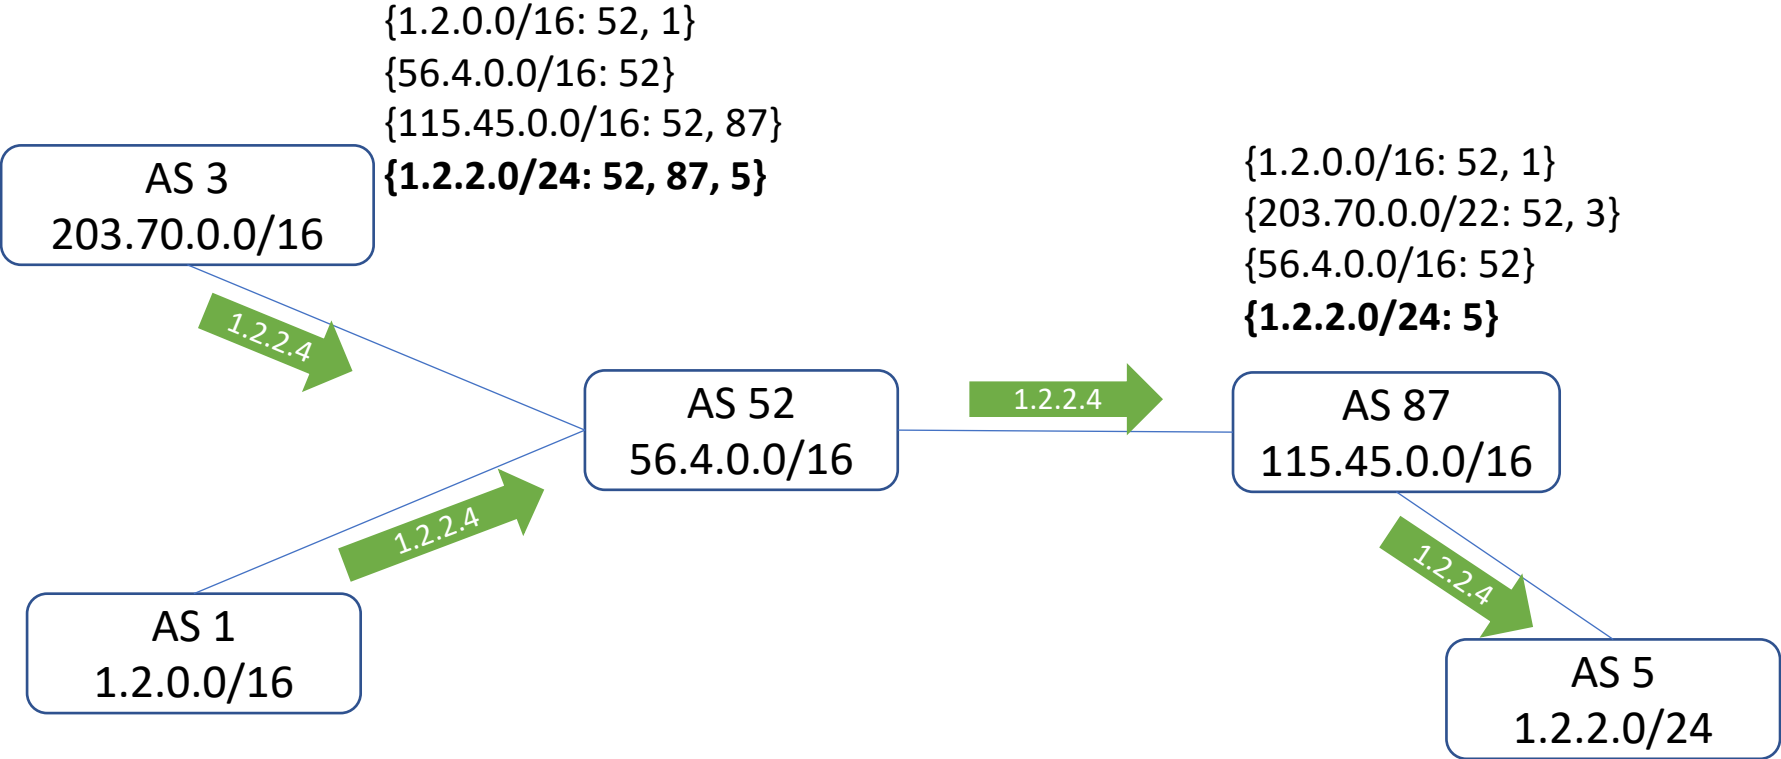 {1.2.0.0/16: 52, 1}
{56.4.0.0/16: 52}
{115.45.0.0/16: 52, 87}
{1.2.2.0/24: 52, 87, 5}
AS 3
203.70.0.0/16
{1.2.0.0/16: 52, 1}
{203.70.0.0/22: 52, 3}
{56.4.0.0/16: 52}
{1.2.2.0/24: 5}
1.2.2.4
AS 52
56.4.0.0/16
1.2.2.4
AS 87
115.45.0.0/16
1.2.2.4
1.2.2.4
AS 1
1.2.0.0/16
AS 5
1.2.2.0/24